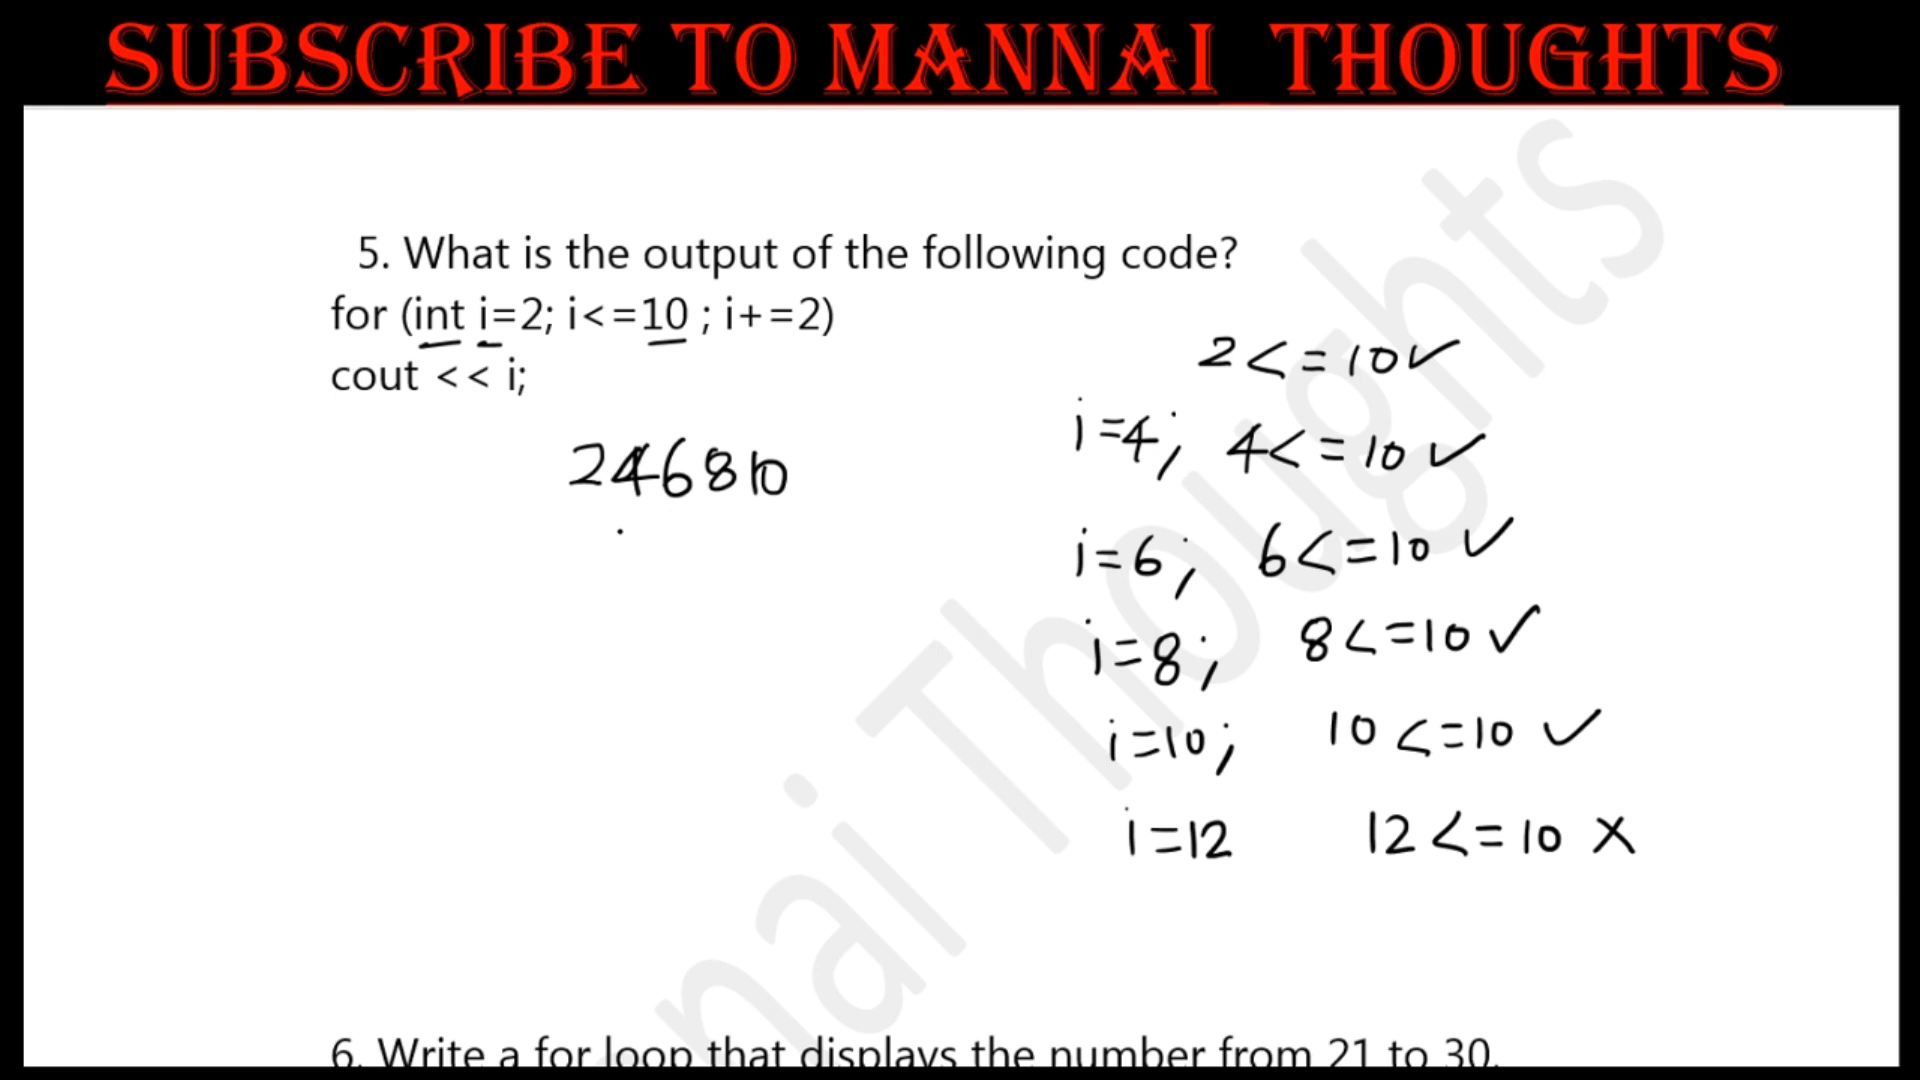 SUBSCRIBE TO MANNAI THOUGHTS
5. What is the output of the following code?
for (int i=2; i<=10 ; i+=2)
cout << i;
246810
2<=10✓
i=4; 4<=10 ✓
i=6; 6<=10 ✓
i=8; 8<=10 ✓
i=10; 10<=10 ✓
i=12 12<=10 X
nai Thoughts
6. Write a for loop that displays the number from 21 to 30.